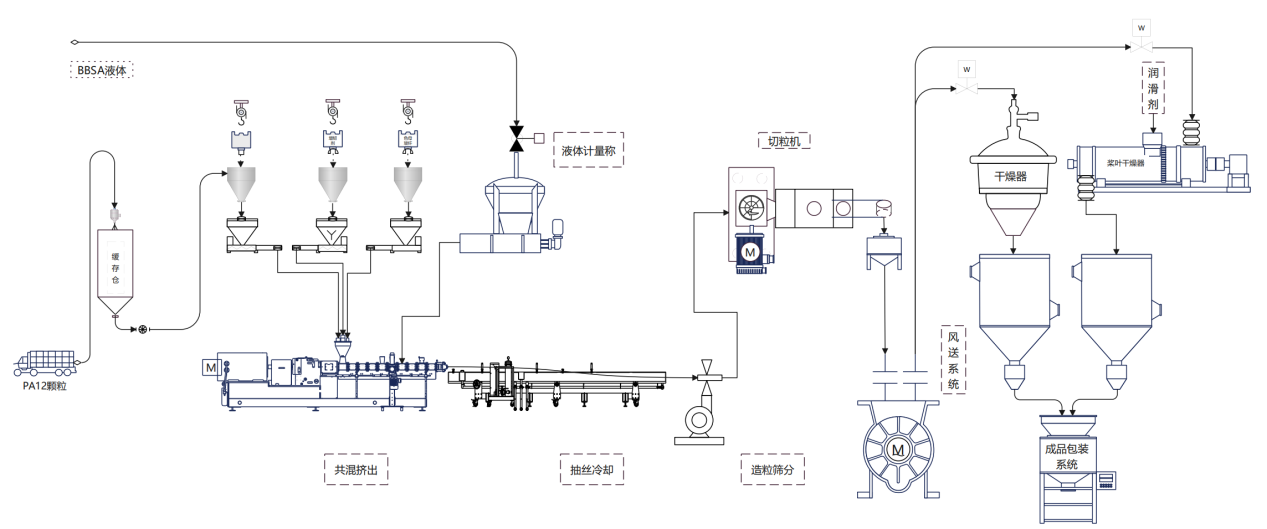 W
W
BBSA液体
润滑剂
切粒机
液体计量称
干燥器
桨叶干燥器
M
缓存仓
风送系统
M
PA12颗粒
M
成品包装
系统
共混挤出
抽丝冷却
造粒筛分